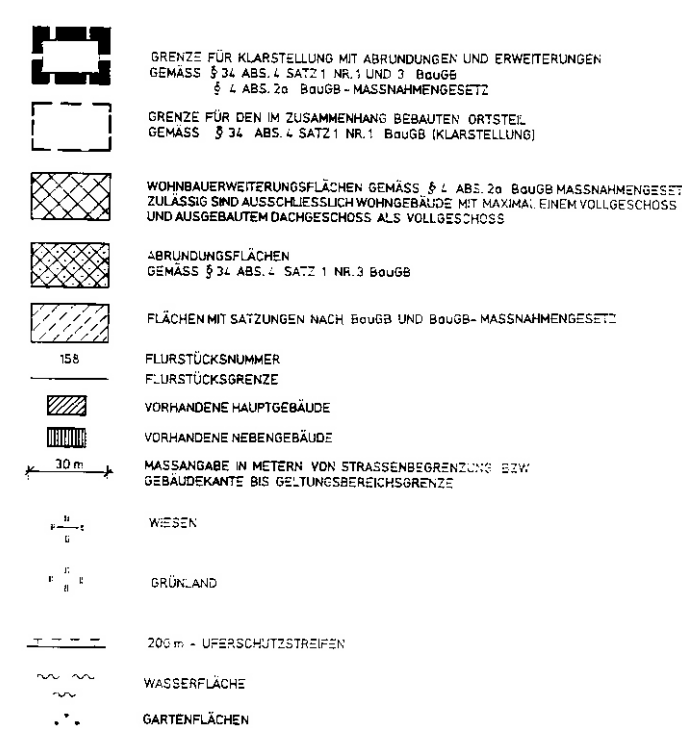 GRENZE FÜR KLARSTELLUNG MIT ABRUNDUNGEN UND ERWEITERUNGEN
GEMÄSS § 34 ABS. 4 SATZ 1 NR. 1 UND 3 BauGB
§ 4 ABS. 2a BauGB - MASSNAHMENGESETZ
GRENZE FÜR DEN IM ZUSAMMENHANG BEBAUTEN ORTSTEIL
GEMÄSS § 34 ABS. 4 SATZ 1 NR. 1 BauGB (KLARSTELLUNG)
WOHNBAUERWEITERUNGSFLÄCHEN GEMÄSS § 4 ABS. 2a BauGB MASSNAHMENGESET
ZULÄSSIG SIND AUSSCHLIESSLICH WOHNGEBÄUDE MIT MAXIMAL EINEM VOLLGESCHOSS
UND AUSGEBAUTEM DACHGESCHOSS ALS VOLLGESCHOSS
ABRUNDUNGSFLÄCHEN
GEMÄSS § 34 ABS. 4 SATZ 1 NR. 3 BauGB
FLÄCHEN MIT SATZUNGEN NACH BauGB UND BauGB- MASSNAHMENGESETZ
158 FLURSTÜCKSNUMMER
FLURSTÜCKSGRENZE
VORHANDENE HAUPTGEBÄUDE
VORHANDENE NEBENGEBÄUDE
30 m MASSANGABE IN METERN VON STRASSENBEGRENZUNG BZW
GEBÄUDEKANTE BIS GELTUNGSBEREICHSGRENZE
WIESEN
GRÜNLAND
200 m - UFERSCHUTZSTREIFEN
WASSERFLÄCHE
GARTENFLÄCHEN